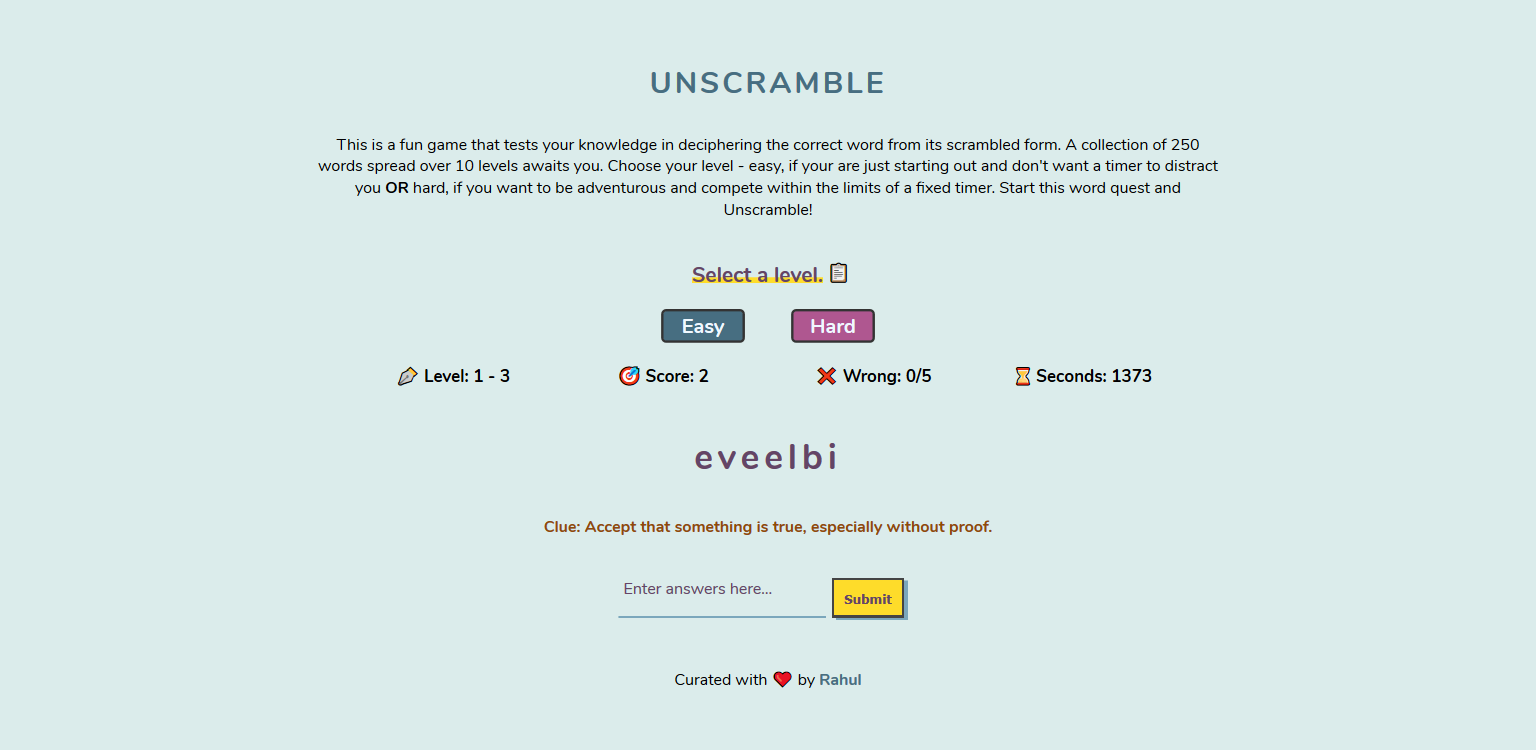 UNSCRAMBLE
This is a fun game that tests your knowledge in deciphering the correct word from its scrambled form. A collection of 250
words spread over 10 levels awaits you. Choose your level - easy, if your are just starting out and don't want a timer to distract
you OR hard, if you want to be adventurous and compete within the limits of a fixed timer. Start this word quest and
Unscramble!
Select a level.
Easy Hard
Level: 1 - 3 Score: 2 Wrong: 0/5 Seconds: 1373
eveelbi
Clue: Accept that something is true, especially without proof.
Enter answers here... Submit
Curated with ❤️ by Rahul